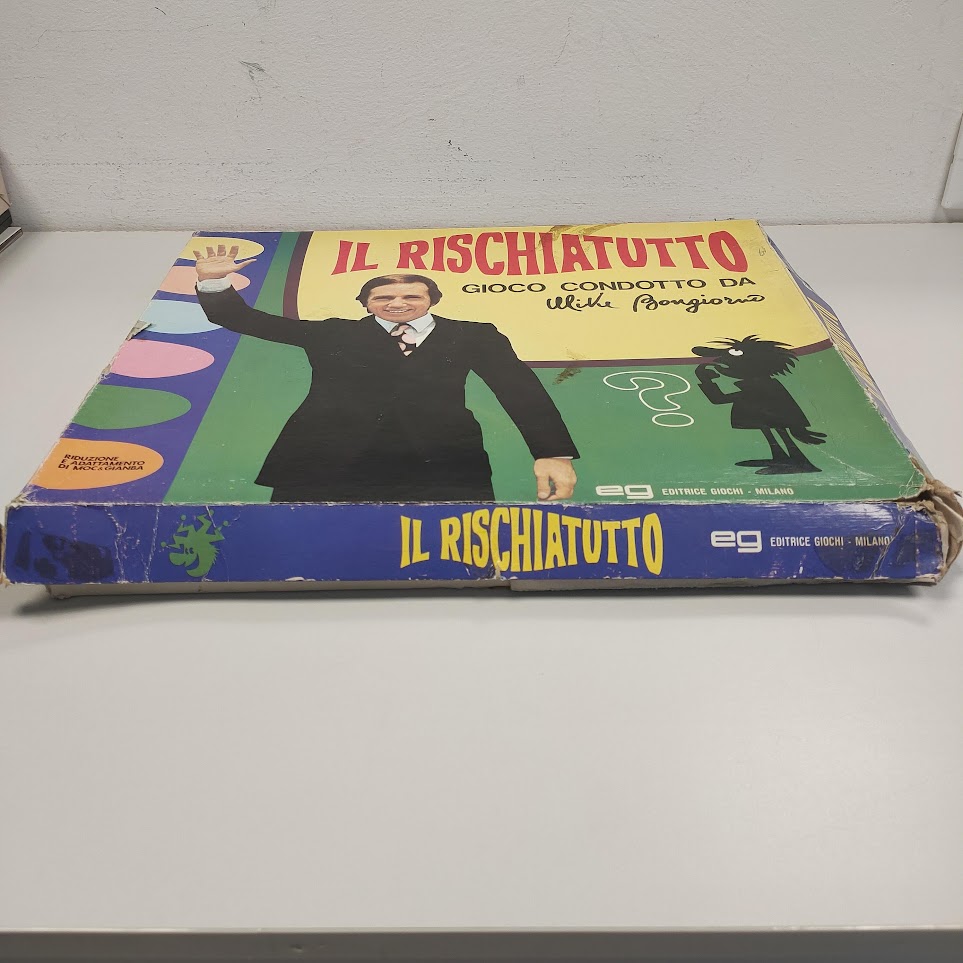 IL RISCHIATUTTO
GIOCO CONDOTTO DA
Mike Bongiorno
RIDUZIONE
E ADATTAMENTO
DI MOC & GIANBA
eg EDITRICE GIOCHI - MILANO
IL RISCHIATUTTO
eg EDITRICE GIOCHI - MILANO